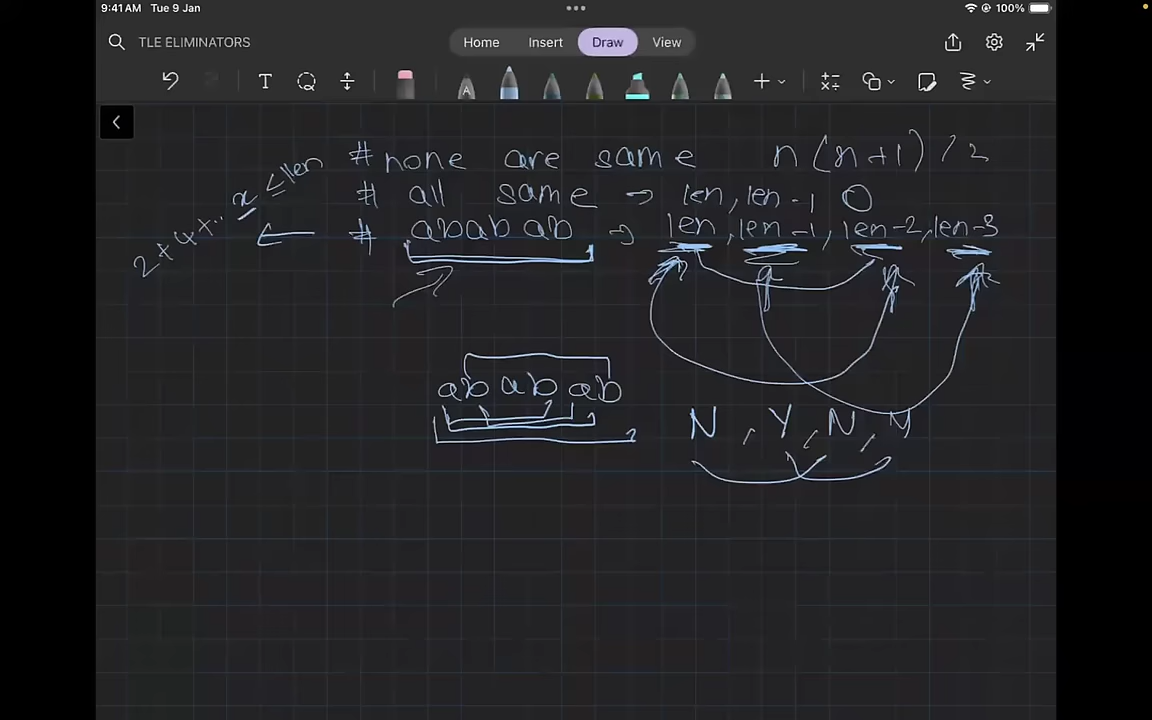 9:41 AM Tue 9 Jan 100%
TLE ELIMINATORS Home Insert Draw View
T A
# none are same n(n+1)/2
# all same → len, len-1 0
x ≤ len
2+4+.. ← # ababab → len, len-1, len-2, len-3
ababab
N, Y, N, Y